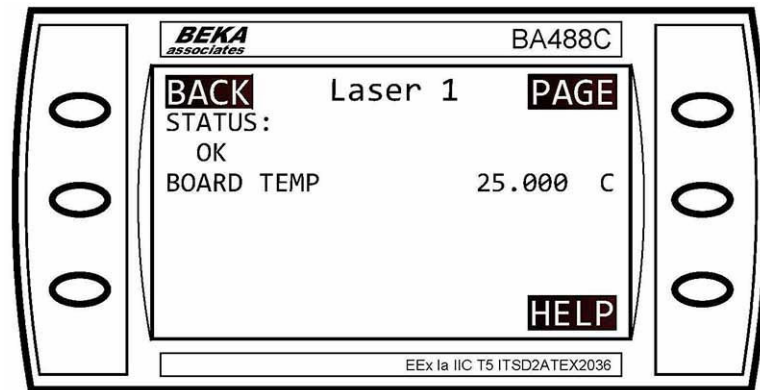 BEKA BA488C
associates
BACK Laser 1 PAGE
STATUS:
OK
BOARD TEMP 25.000 C
HELP
EEx Ia IIC T5 ITSD2ATEX2036